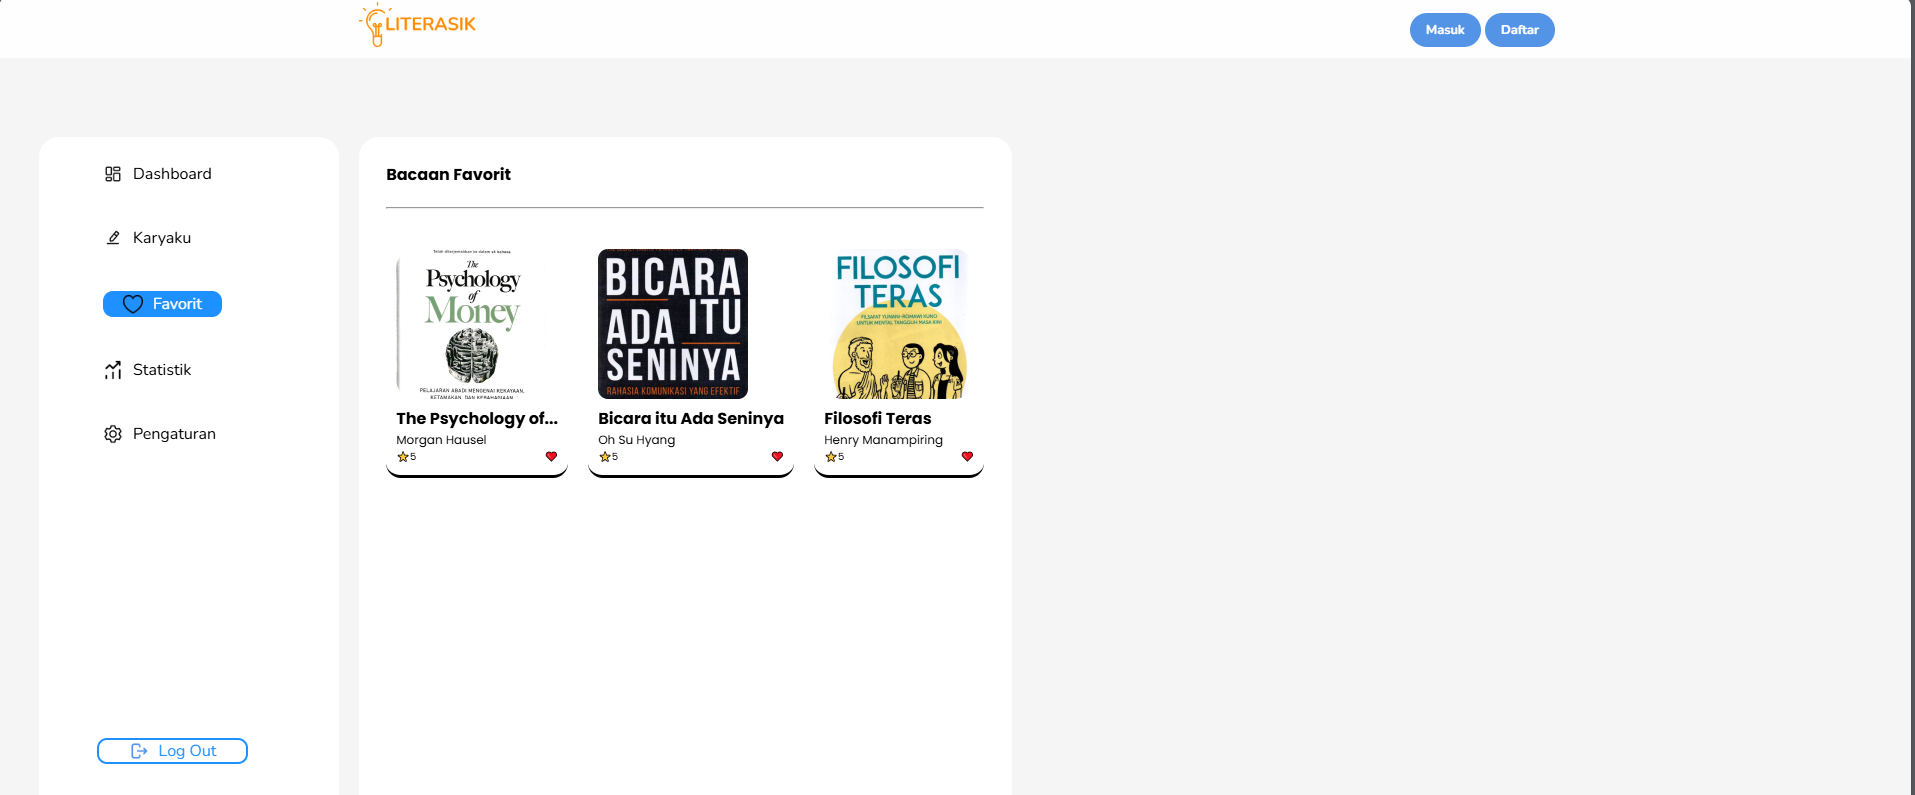 LITERASIK
Masuk
Daftar
Dashboard
Karyaku
Favorit
Statistik
Pengaturan
Log Out
Bacaan Favorit
Telah diterjemahkan ke dalam 49 bahasa
The
Psychology
of
Money
PELAJARAN ABADI MENGENAI KEKAYAAN,
KETAMAKAN, DAN KEBAHAGIAAN
The Psychology of...
Morgan Hausel
5
BICARA
ITU
ADA
SENINYA
RAHASIA KOMUNIKASI YANG EFEKTIF
Bicara itu Ada Seninya
Oh Su Hyang
5
FILOSOFI
TERAS
FILSAFAT YUNANI-ROMAWI KUNO
UNTUK MENTAL TANGGUH MASA KINI
Filosofi Teras
Henry Manampiring
5